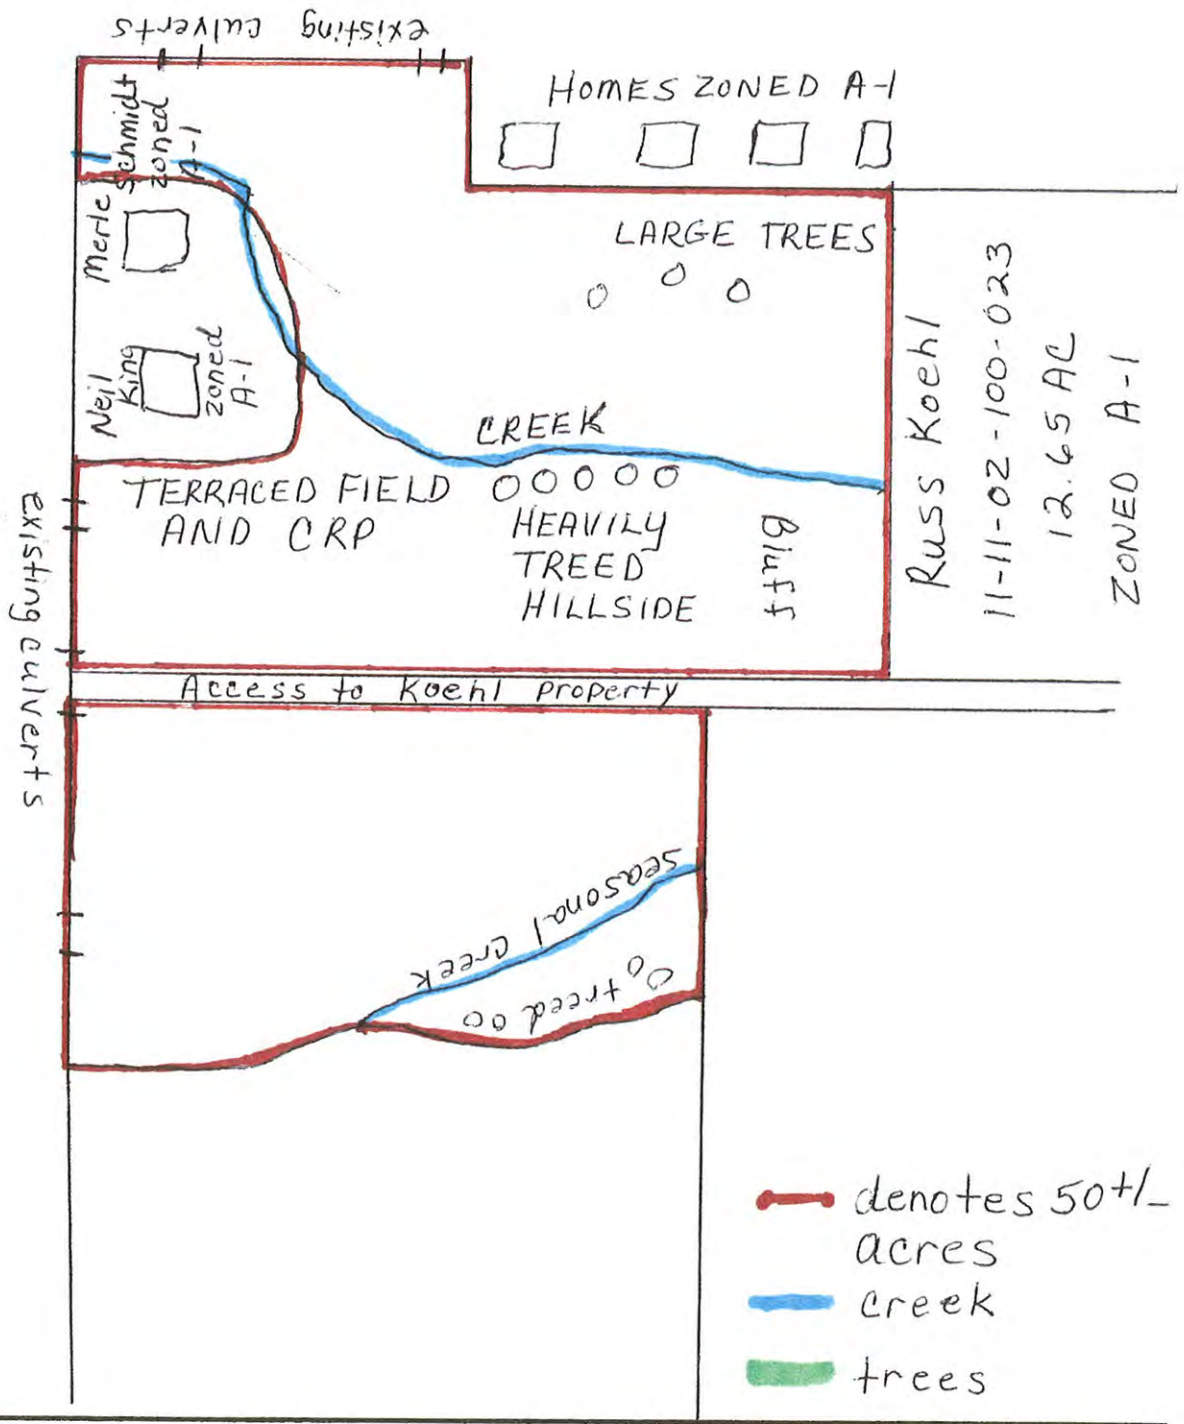 existing culverts
HOMES ZONED A-1
Merle Schmidt
zoned
A-1
LARGE TREES
Neil
King
zoned
A-1
CREEK
TERRACED FIELD
AND CRP
HEAVILY
TREED
HILLSIDE
Bluff
Russ Koehl
11-11-02-100-023
12.65 AC
ZONED A-1
existing culverts
Access to Koehl Property
seasonal creek
treed
denotes 50+/-
acres
creek
trees